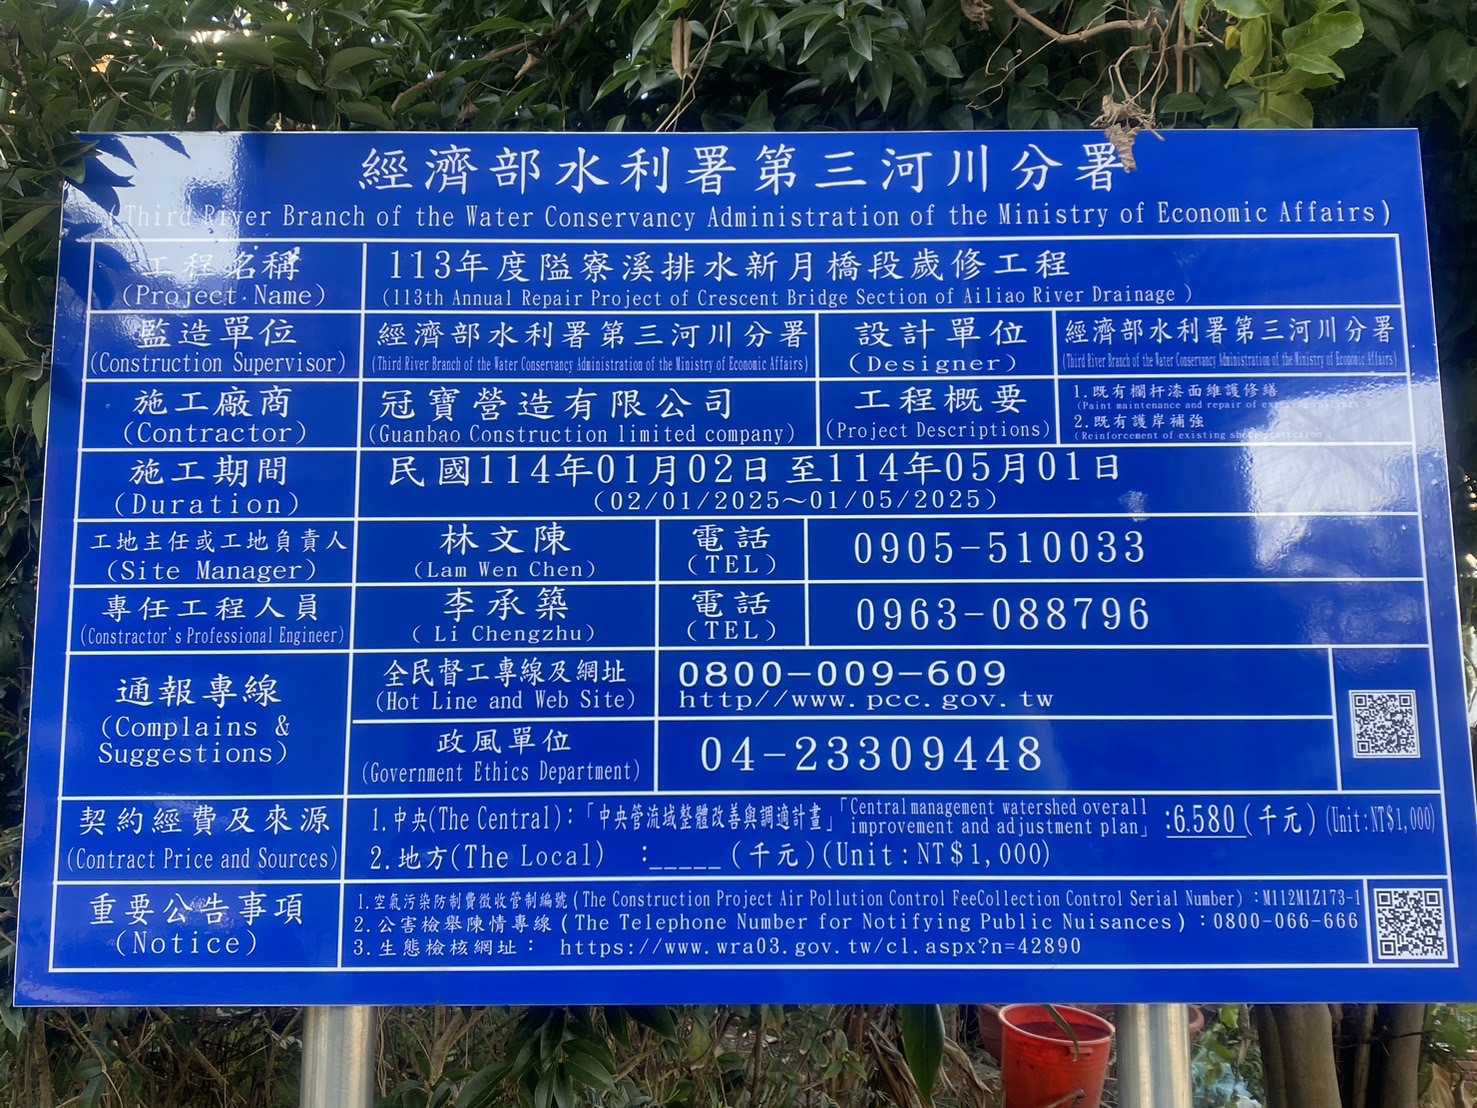 經濟部水利署第三河川分署
(Third River Branch of the Water Conservancy Administration of the Ministry of Economic Affairs)
工程名稱
(Project Name)
113年度隘寮溪排水新月橋段歲修工程
(113th Annual Repair Project of Crescent Bridge Section of Ailiao River Drainage )
監造單位
(Construction Supervisor)
經濟部水利署第三河川分署
(Third River Branch of the Water Conservancy Administration of the Ministry of Economic Affairs)
設計單位
(Designer)
經濟部水利署第三河川分署
(Third River Branch of the Water Conservancy Administration of the Ministry of Economic Affairs)
施工廠商
(Contractor)
冠寶營造有限公司
(Guanbao Construction limited company)
工程概要
(Project Descriptions)
1.既有欄杆漆面維護修繕
(Paint maintenance and repair of existing
2.既有護岸補強
(Reinforcement of existing
施工期間
(Duration)
民國114年01月02日至114年05月01日
(02/01/2025～01/05/2025)
工地主任或工地負責人
(Site Manager)
林文陳
(Lam Wen Chen)
電話
(TEL)
0905-510033
專任工程人員
(Constractor's Professional Engineer)
李承築
( Li Chengzhu)
電話
(TEL)
0963-088796
通報專線
(Complains &
Suggestions)
全民督工專線及網址
(Hot Line and Web Site)
0800-009-609
http//www.pcc.gov.tw
政風單位
(Government Ethics Department)
04-23309448
契約經費及來源
(Contract Price and Sources)
1.中央(The Central):「中央管流域整體改善與調適計畫」「Central management watershed overall
improvement and adjustment plan」:6.580(千元)(Unit:NT$1,000)
2.地方(The Local) :_____(千元)(Unit:NT$1,000)
重要公告事項
(Notice)
1.空氣污染防制費徵收管制編號(The Construction Project Air Pollution Control FeeCollection Control Serial Number):M112M1Z173-1
2.公害檢舉陳情專線(The Telephone Number for Notifying Public Nuisances):0800-066-666
3.生態檢核網址: https://www.wra03.gov.tw/cl.aspx?n=42890